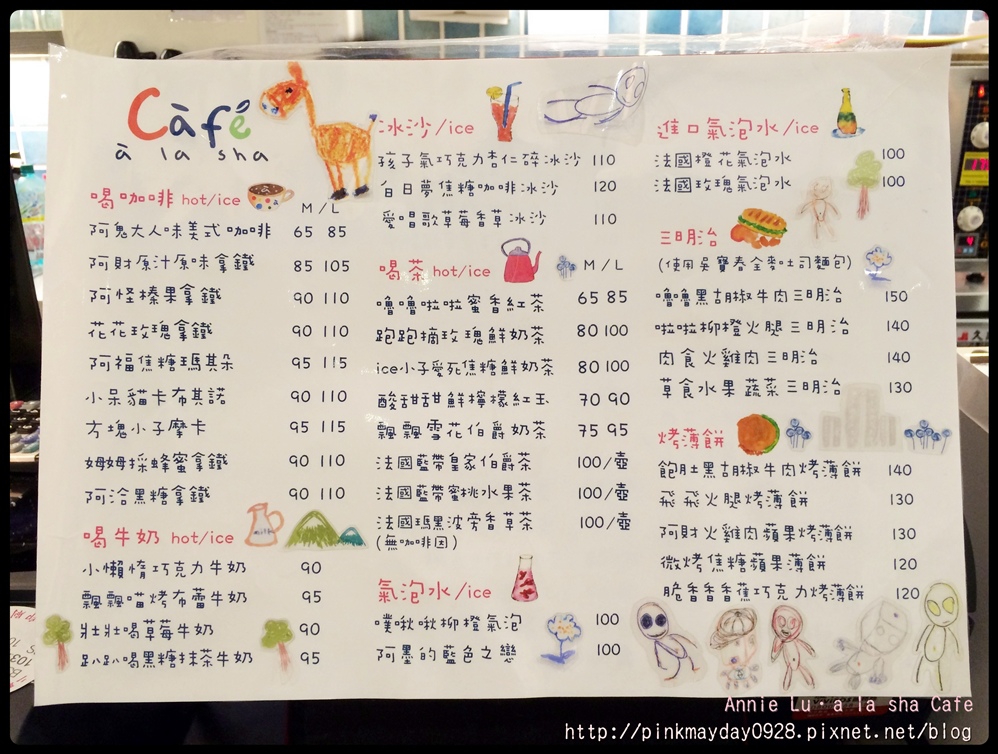 Càfé
à la sha
喝咖啡 hot/ice
M/L
阿鬼大人味美式咖啡 65 85
阿財原汁原味拿鐵 85 105
阿怪榛果拿鐵 90 110
花花玫瑰拿鐵 90 110
阿福焦糖瑪其朵 95 115
小呆貓卡布其諾 90 110
方塊小子摩卡 95 115
姆姆採蜂蜜拿鐵 90 110
阿洽黑糖拿鐵 90 110
喝牛奶 hot/ice
小懶惰巧克力牛奶 90
飄飄喵烤布蕾牛奶 95
壯壯喝草莓牛奶 90
趴趴喝黑糖抹茶牛奶 95
冰沙/ice
孩子氣巧克力杏仁碎冰沙 110
白日夢焦糖咖啡冰沙 120
愛唱歌草莓香草冰沙 110
喝茶 hot/ice
M/L
嚕嚕啦啦蜜香紅茶 65 85
跑跑摘玫瑰鮮奶茶 80 100
ice小子愛死焦糖鮮奶茶 80 100
酸甜甜鮮檸檬紅玉 70 90
飄飄雪花伯爵奶茶 75 95
法國藍帶皇家伯爵茶 100/壺
法國藍帶蜜桃水果茶 100/壺
法國瑪黑波旁香草茶 100/壺
(無咖啡因)
氣泡水/ice
噗啾啾柳橙氣泡 100
阿墨的藍色之戀 100
進口氣泡水/ice
法國橙花氣泡水 100
法國玫瑰氣泡水 100
三明治
(使用吳寶春全麥吐司麵包)
嚕嚕黑胡椒牛肉三明治 150
啦啦柳橙火腿三明治 140
肉食火雞肉三明治 140
草食水果蔬菜三明治 130
烤薄餅
飽肚黑胡椒牛肉烤薄餅 140
飛飛火腿烤薄餅 130
阿財火雞肉蘋果烤薄餅 130
微烤焦糖蘋果薄餅 120
脆香香香蕉巧克力烤薄餅 120
Annie Lu·a la sha Cafe
http://pinkmayday0928.pixnet.net/blog